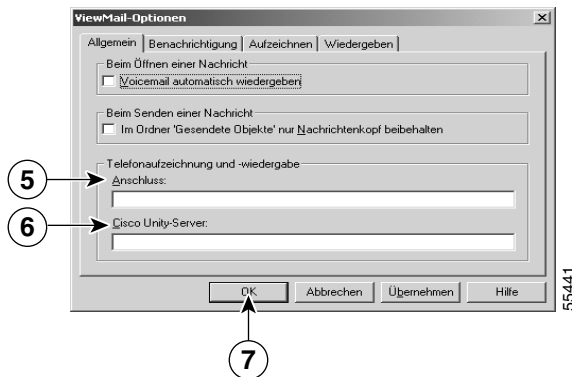 ViewMail-Optionen
Allgemein Benachrichtigung Aufzeichnen Wiedergeben
Beim Öffnen einer Nachricht
Voicemail automatisch wiedergeben
Beim Senden einer Nachricht
Im Ordner 'Gesendete Objekte' nur Nachrichtenkopf beibehalten
Telefonaufzeichnung und -wiedergabe
5 Anschluss:
6 Cisco Unity-Server:
OK Abbrechen Übernehmen Hilfe
7
55441